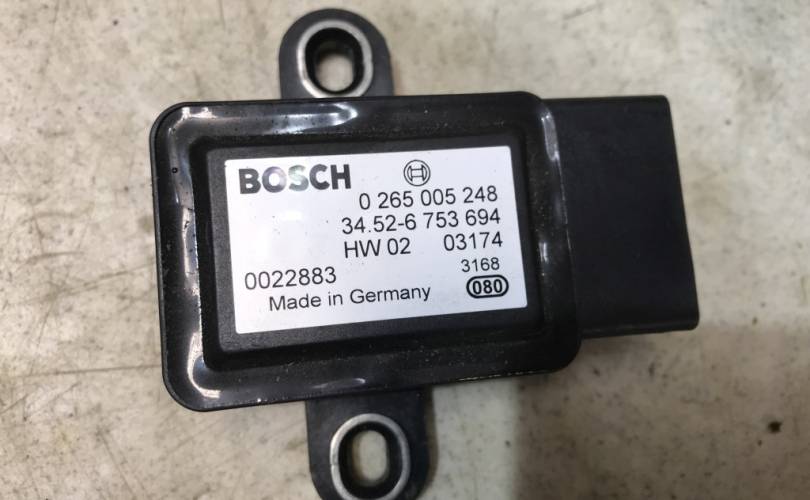 BOSCH
0 265 005 248
34.52-6 753 694
HW 02 03174
0022883 3168
Made in Germany 080